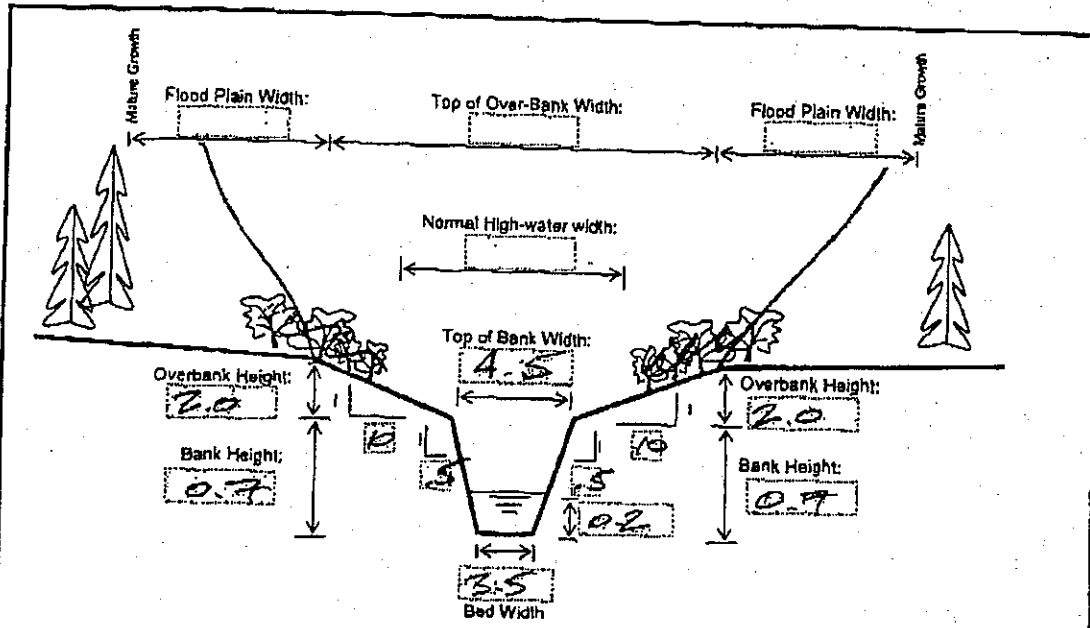 Mature Growth
Flood Plain Width:
Top of Over-Bank Width:
Flood Plain Width:
Mature Growth
Normal High-water width:
Top of Bank Width:
4.5
Overbank Height:
2.0
Overbank Height:
2.0
1
1
10
10
Bank Height:
0.7
1
1
.5
.5
Bank Height:
0.7
0.2
3.5
Bed Width